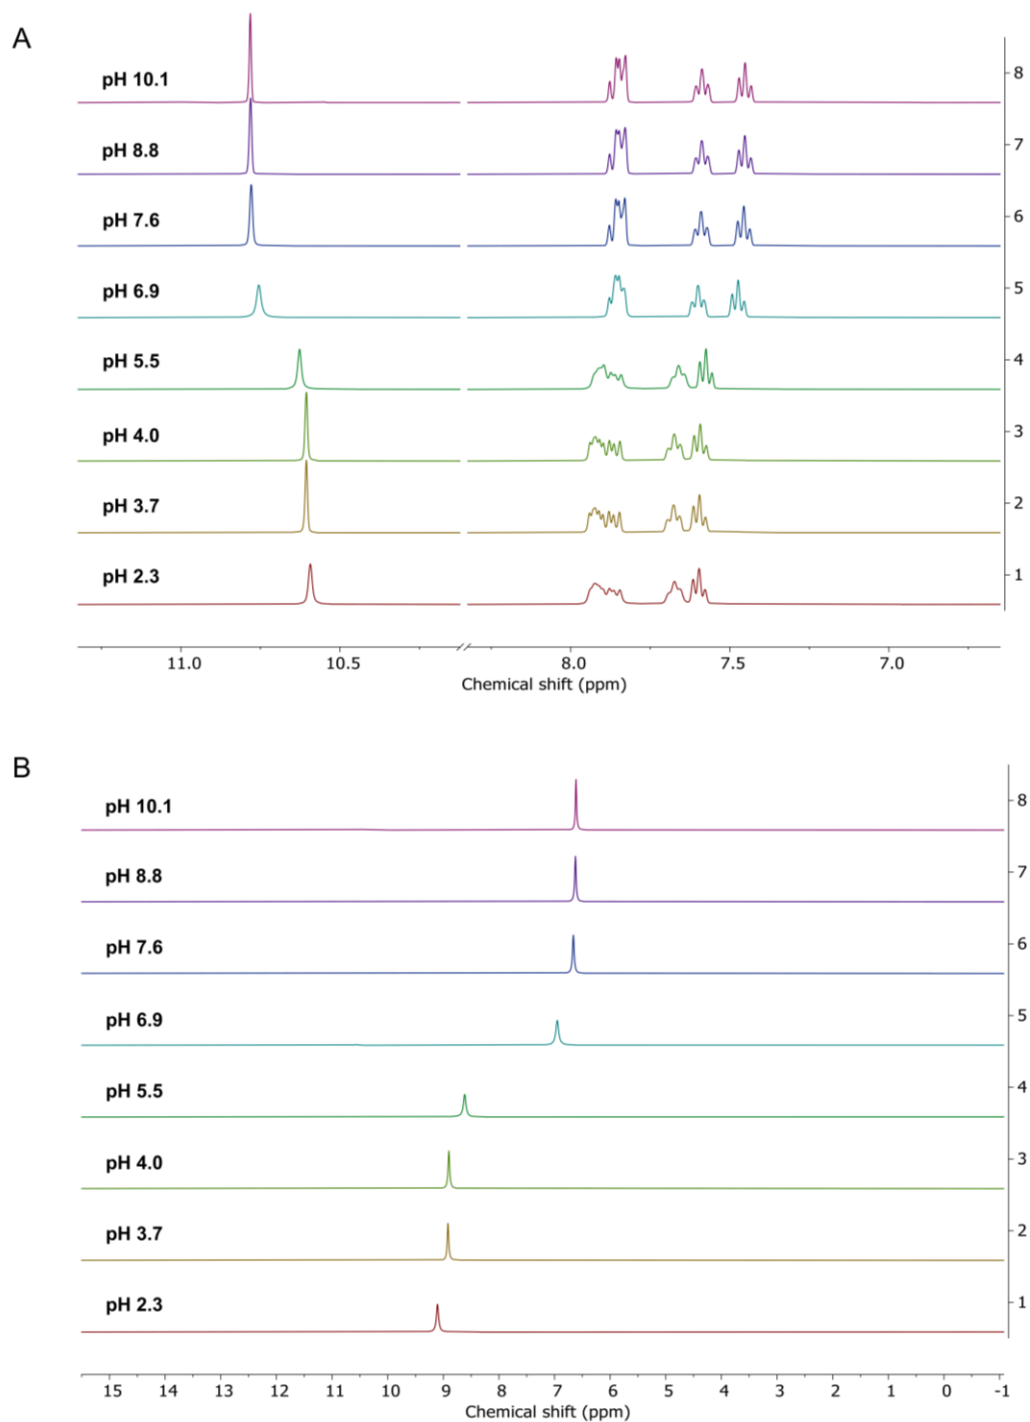 A
pH 10.1
8
pH 8.8
7
pH 7.6
6
pH 6.9
5
pH 5.5
4
pH 4.0
3
pH 3.7
2
pH 2.3
1
11.0 10.5 8.0 7.5 7.0
Chemical shift (ppm)
B
pH 10.1
8
pH 8.8
7
pH 7.6
6
pH 6.9
5
pH 5.5
4
pH 4.0
3
pH 3.7
2
pH 2.3
1
15 14 13 12 11 10 9 8 7 6 5 4 3 2 1 0 -1
Chemical shift (ppm)